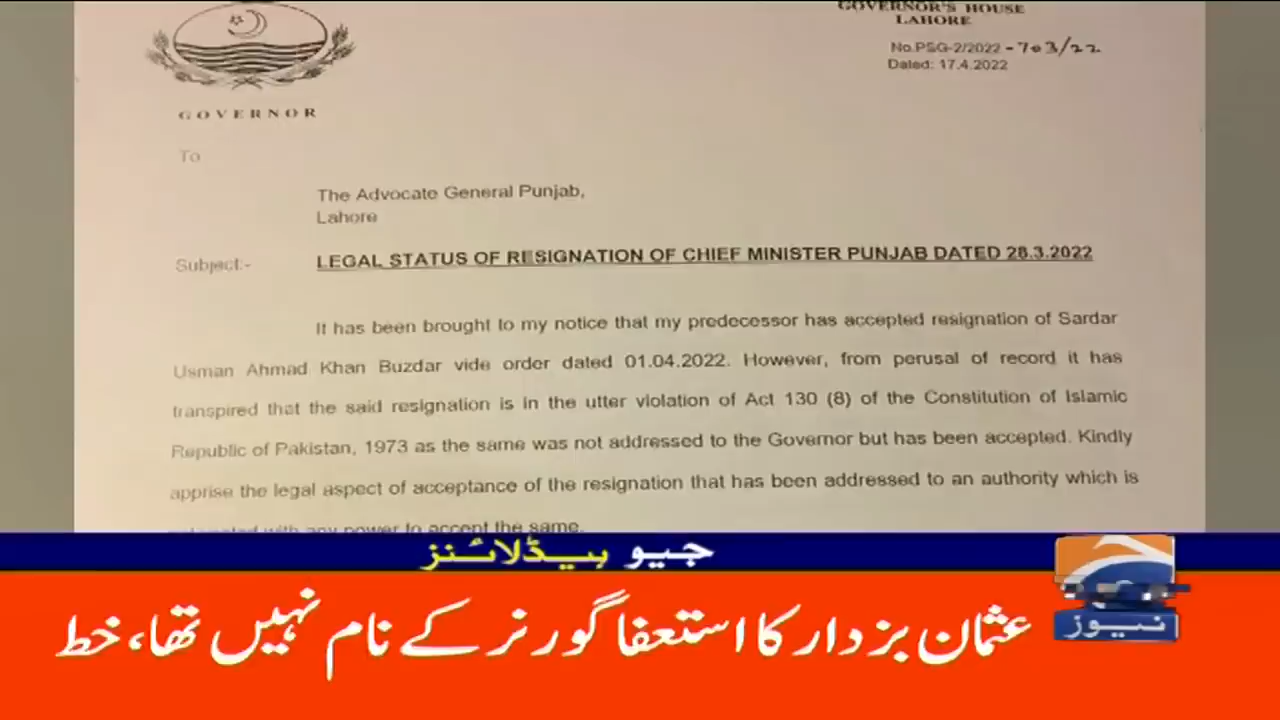 GOVERNOR'S HOUSE
LAHORE
No.PSG-2/2022-703/22
Dated: 17.4.2022
GOVERNOR
To
The Advocate General Punjab,
Lahore
Subject:- LEGAL STATUS OF RESIGNATION OF CHIEF MINISTER PUNJAB DATED 28.3.2022
It has been brought to my notice that my predecessor has accepted resignation of Sardar
Usman Ahmad Khan Buzdar vide order dated 01.04.2022. However, from perusal of record it has
transpired that the said resignation is in the utter violation of Act 130 (8) of the Constitution of Islamic
Republic of Pakistan, 1973 as the same was not addressed to the Governor but has been accepted. Kindly
apprise the legal aspect of acceptance of the resignation that has been addressed to an authority which is
with any power to accept the same.
جیو ہیڈلائنز
عثمان بزدار کا استعفا گورنر کے نام نہیں تھا، خط
نیوز